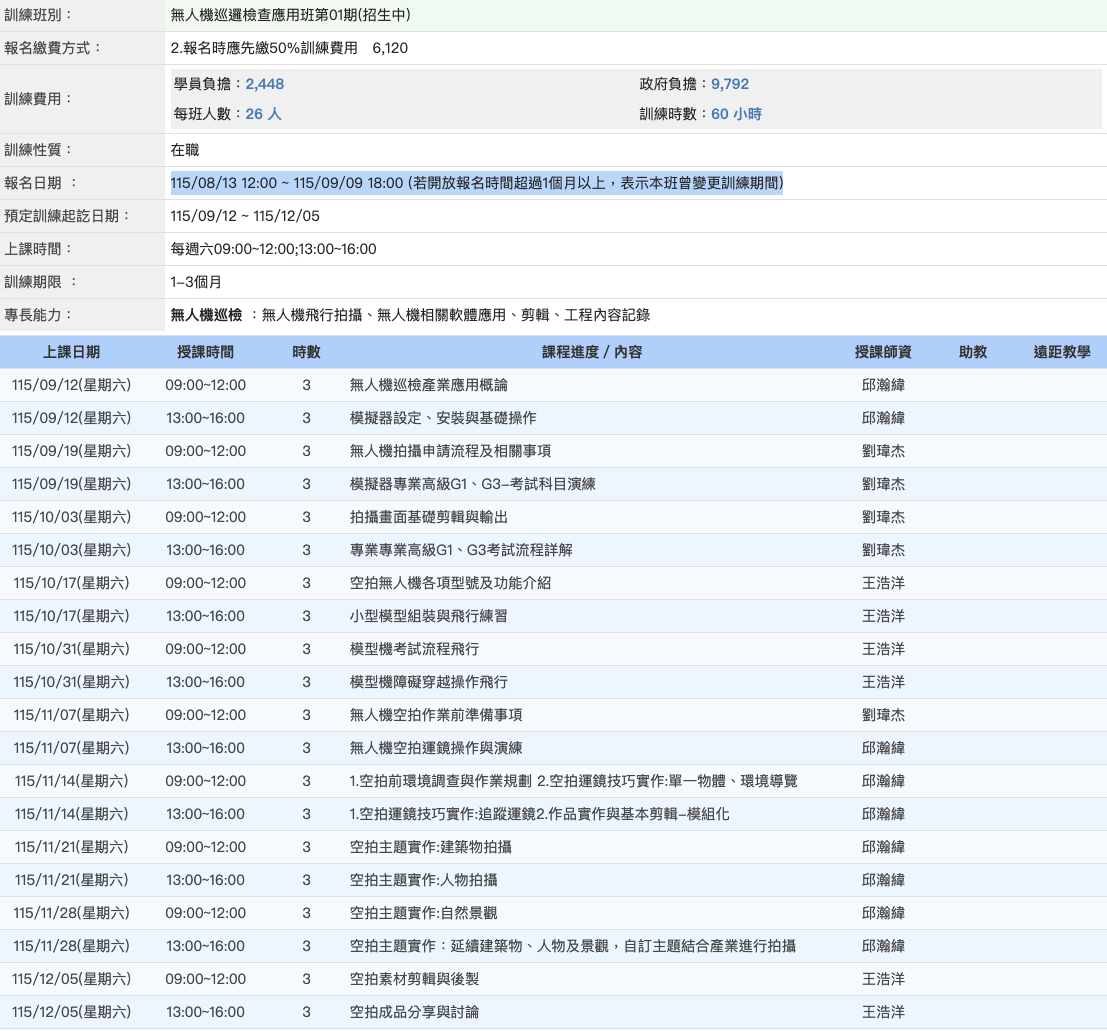 訓練班別： 無人機巡邏檢查應用班第01期(招生中)
報名繳費方式： 2.報名時應先繳50%訓練費用 6,120
訓練費用： 學員負擔：2,448 政府負擔：9,792
每班人數：26 人 訓練時數：60 小時
訓練性質： 在職
報名日期 ： 115/08/13 12:00 ~ 115/09/09 18:00 (若開放報名時間超過1個月以上，表示本班曾變更訓練期間)
預定訓練起訖日期： 115/09/12 ~ 115/12/05
上課時間： 每週六09:00~12:00;13:00~16:00
訓練期限 ： 1–3個月
專長能力： 無人機巡檢 ：無人機飛行拍攝、無人機相關軟體應用、剪輯、工程內容記錄
上課日期 授課時間 時數 課程進度 / 內容 授課師資 助教 遠距教學
115/09/12(星期六) 09:00~12:00 3 無人機巡檢產業應用概論 邱瀚緯
115/09/12(星期六) 13:00~16:00 3 模擬器設定、安裝與基礎操作 邱瀚緯
115/09/19(星期六) 09:00~12:00 3 無人機拍攝申請流程及相關事項 劉瑋杰
115/09/19(星期六) 13:00~16:00 3 模擬器專業高級G1、G3–考試科目演練 劉瑋杰
115/10/03(星期六) 09:00~12:00 3 拍攝畫面基礎剪輯與輸出 劉瑋杰
115/10/03(星期六) 13:00~16:00 3 專業專業高級G1、G3考試流程詳解 劉瑋杰
115/10/17(星期六) 09:00~12:00 3 空拍無人機各項型號及功能介紹 王浩洋
115/10/17(星期六) 13:00~16:00 3 小型模型組裝與飛行練習 王浩洋
115/10/31(星期六) 09:00~12:00 3 模型機考試流程飛行 王浩洋
115/10/31(星期六) 13:00~16:00 3 模型機障礙穿越操作飛行 王浩洋
115/11/07(星期六) 09:00~12:00 3 無人機空拍作業前準備事項 劉瑋杰
115/11/07(星期六) 13:00~16:00 3 無人機空拍運鏡操作與演練 邱瀚緯
115/11/14(星期六) 09:00~12:00 3 1.空拍前環境調查與作業規劃 2.空拍運鏡技巧實作:單一物體、環境導覽 邱瀚緯
115/11/14(星期六) 13:00~16:00 3 1.空拍運鏡技巧實作:追蹤運鏡2.作品實作與基本剪輯–模組化 邱瀚緯
115/11/21(星期六) 09:00~12:00 3 空拍主題實作:建築物拍攝 邱瀚緯
115/11/21(星期六) 13:00~16:00 3 空拍主題實作:人物拍攝 邱瀚緯
115/11/28(星期六) 09:00~12:00 3 空拍主題實作:自然景觀 邱瀚緯
115/11/28(星期六) 13:00~16:00 3 空拍主題實作：延續建築物、人物及景觀，自訂主題結合產業進行拍攝 邱瀚緯
115/12/05(星期六) 09:00~12:00 3 空拍素材剪輯與後製 王浩洋
115/12/05(星期六) 13:00~16:00 3 空拍成品分享與討論 王浩洋